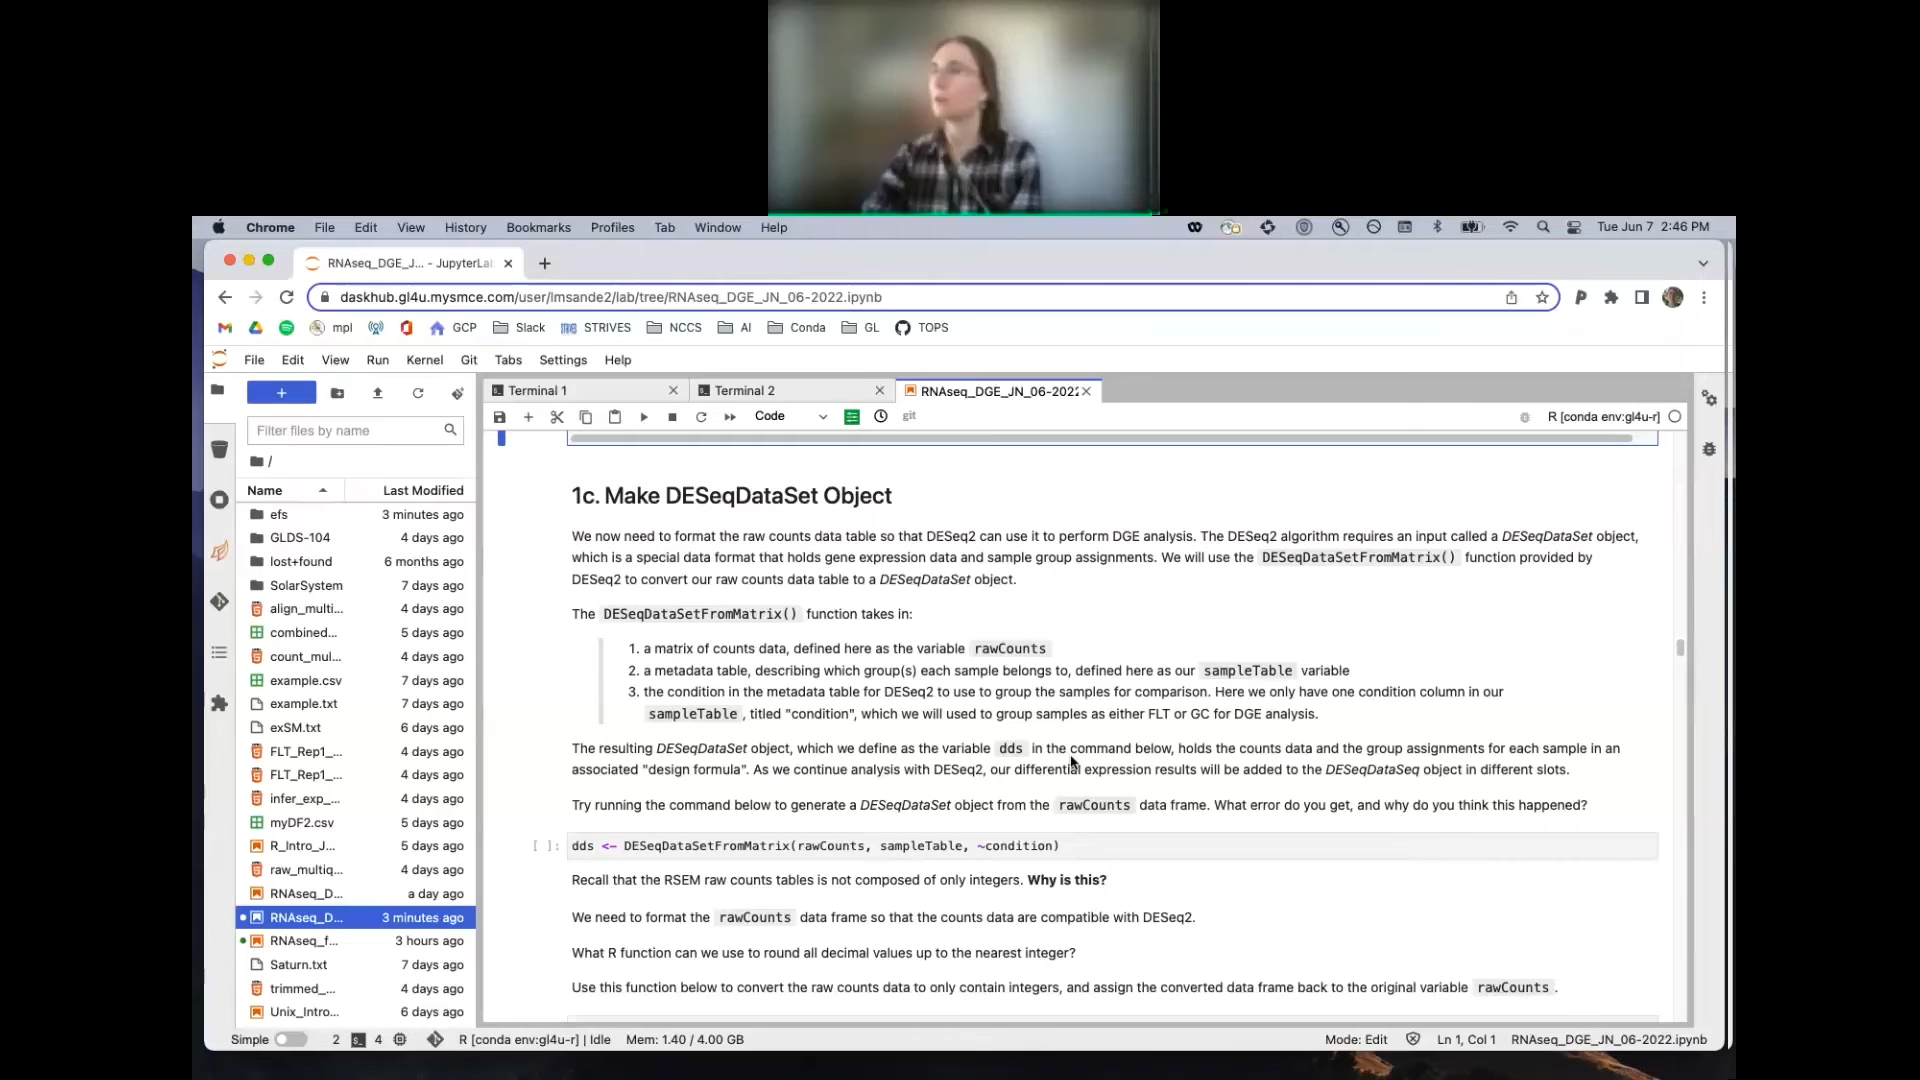 Chrome File Edit View History Bookmarks Profiles Tab Window Help Tue Jun 7 2:46 PM
RNAseq_DGE_J... - JupyterLa
daskhub.gl4u.mysmce.com/user/lmsande2/lab/tree/RNAseq_DGE_JN_06-2022.ipynb
mpl GCP Slack STRIVES NCCS AI Conda GL TOPS
File Edit View Run Kernel Git Tabs Settings Help
Terminal 1 Terminal 2 RNAseq_DGE_JN_06-2022
Code git R [conda env:gl4u-r]
Filter files by name
/
Name Last Modified
efs 3 minutes ago
GLDS-104 4 days ago
lost+found 6 months ago
SolarSystem 7 days ago
align_multi... 4 days ago
combined... 5 days ago
count_mul... 4 days ago
example.csv 7 days ago
example.txt 7 days ago
exSM.txt 6 days ago
FLT_Rep1_... 4 days ago
FLT_Rep1_... 4 days ago
infer_exp_... 4 days ago
myDF2.csv 5 days ago
R_Intro_J... 5 days ago
raw_multiq... 4 days ago
RNAseq_D... a day ago
RNAseq_D... 3 minutes ago
RNAseq_f... 3 hours ago
Saturn.txt 7 days ago
trimmed_... 4 days ago
Unix_Intro... 6 days ago
1c. Make DESeqDataSet Object
We now need to format the raw counts data table so that DESeq2 can use it to perform DGE analysis. The DESeq2 algorithm requires an input called a DESeqDataSet object,
which is a special data format that holds gene expression data and sample group assignments. We will use the DESeqDataSetFromMatrix() function provided by
DESeq2 to convert our raw counts data table to a DESeqDataSet object.
The DESeqDataSetFromMatrix() function takes in:
1. a matrix of counts data, defined here as the variable rawCounts
2. a metadata table, describing which group(s) each sample belongs to, defined here as our sampleTable variable
3. the condition in the metadata table for DESeq2 to use to group the samples for comparison. Here we only have one condition column in our
sampleTable , titled "condition", which we will used to group samples as either FLT or GC for DGE analysis.
The resulting DESeqDataSet object, which we define as the variable dds in the command below, holds the counts data and the group assignments for each sample in an
associated "design formula". As we continue analysis with DESeq2, our differential expression results will be added to the DESeqDataSeq object in different slots.
Try running the command below to generate a DESeqDataSet object from the rawCounts data frame. What error do you get, and why do you think this happened?
[ ]: dds <- DESeqDataSetFromMatrix(rawCounts, sampleTable, ~condition)
Recall that the RSEM raw counts tables is not composed of only integers. Why is this?
We need to format the rawCounts data frame so that the counts data are compatible with DESeq2.
What R function can we use to round all decimal values up to the nearest integer?
Use this function below to convert the raw counts data to only contain integers, and assign the converted data frame back to the original variable rawCounts .
Simple 2 4 R [conda env:gl4u-r] | Idle Mem: 1.40 / 4.00 GB Mode: Edit Ln 1, Col 1 RNAseq_DGE_JN_06-2022.ipynb